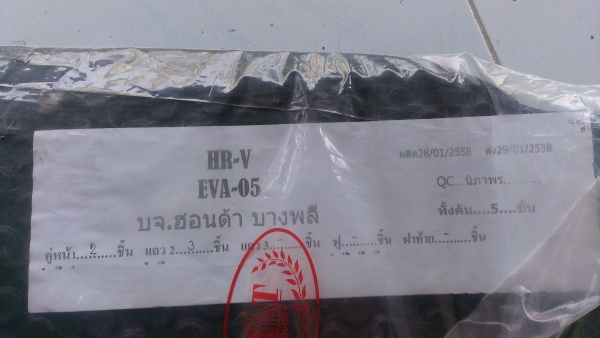 HR-V
ผลิต28/01/2558 ส่ง29/01/2558
EVA-05
QC...นิภาพร..........
บจ.ฮอนด้า บางพลี
ทั้งคัน....5....ชิ้น
คู่หน้า....2....ชิ้น แถว 2...3...ชิ้น แถว 3...-...ชิ้น ฟู...-...ชิ้น ฝาท้าย...-...ชิ้น